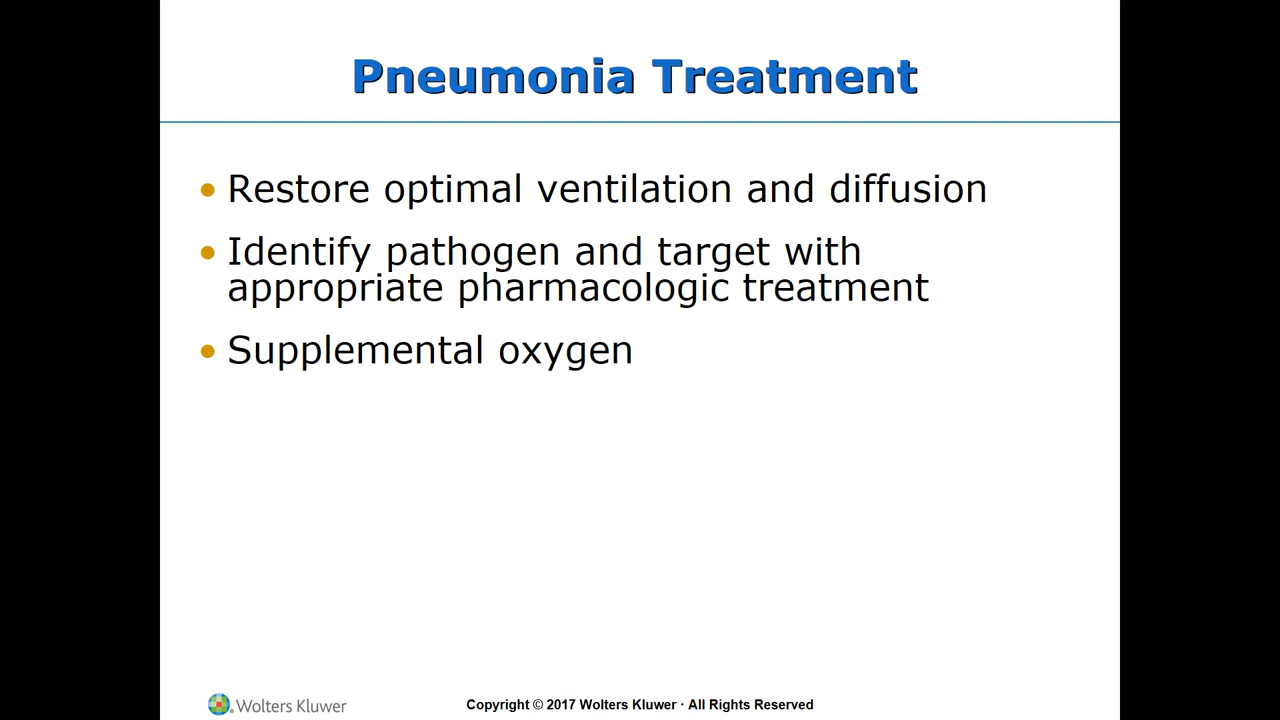 Pneumonia Treatment
• Restore optimal ventilation and diffusion
• Identify pathogen and target with
appropriate pharmacologic treatment
• Supplemental oxygen
Wolters Kluwer
Copyright © 2017 Wolters Kluwer · All Rights Reserved